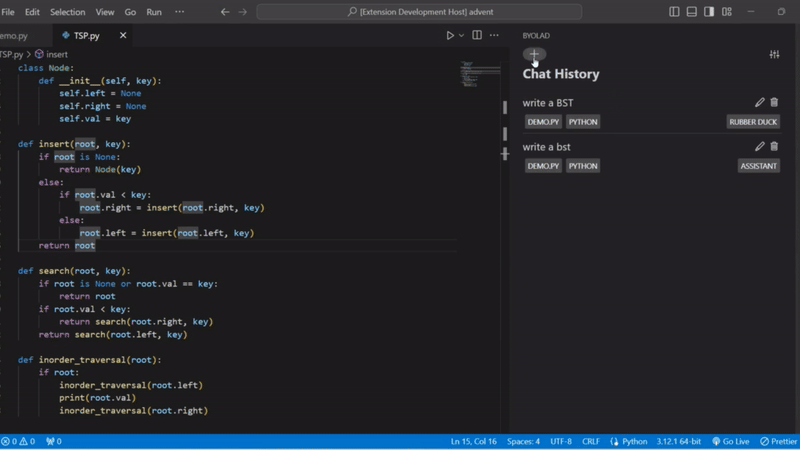 File Edit Selection View Go Run ··· [Extension Development Host] advent
emo.py TSP.py
TSP.py > insert
class Node:
def __init__(self, key):
self.left = None
self.right = None
self.val = key
def insert(root, key):
if root is None:
return Node(key)
else:
if root.val < key:
root.right = insert(root.right, key)
else:
root.left = insert(root.left, key)
return root
def search(root, key):
if root is None or root.val == key:
return root
if root.val < key:
return search(root.right, key)
return search(root.left, key)
def inorder_traversal(root):
if root:
inorder_traversal(root.left)
print(root.val)
inorder_traversal(root.right)
BYOLAD
Chat History
write a BST
DEMO.PY PYTHON RUBBER DUCK
write a bst
DEMO.PY PYTHON ASSISTANT
0 0 0 Ln 15, Col 16 Spaces: 4 UTF-8 CRLF Python 3.12.1 64-bit Go Live Prettier